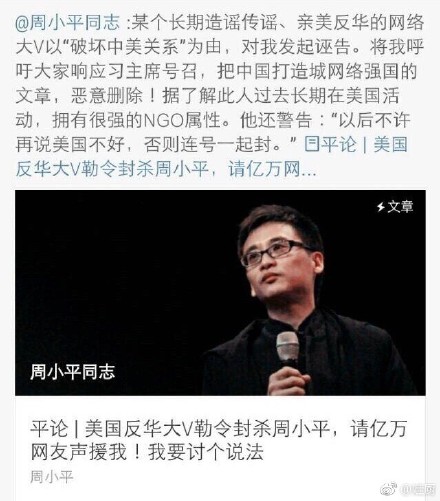 @周小平同志 :某个长期造谣传谣、亲美反华的网络
大V以“破坏中美关系”为由，对我发起诬告。将我呼
吁大家响应习主席号召，把中国打造城网络强国的
文章，恶意删除！据了解此人过去长期在美国活
动，拥有很强的NGO属性。他还警告：“以后不许
再说美国不好，否则连号一起封。” 平论 | 美国
反华大V勒令封杀周小平，请亿万网...
文章
周小平同志
平论 | 美国反华大V勒令封杀周小平，请亿万
网友声援我！我要讨个说法
周小平